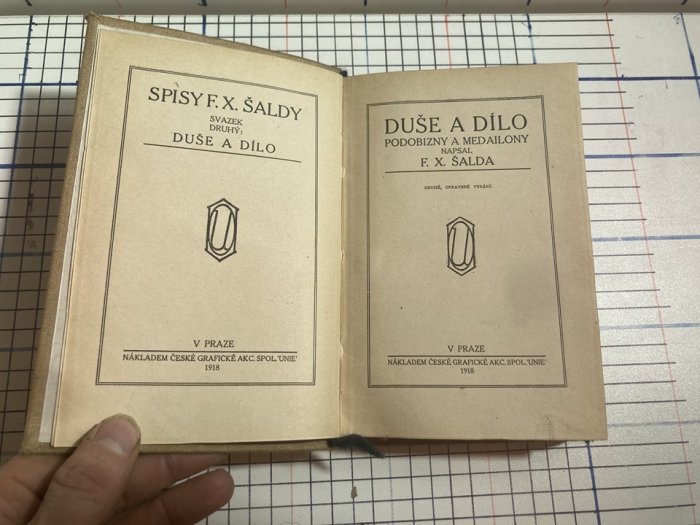 SPISY F. X. ŠALDY
SVAZEK
DRUHÝ:
DUŠE A DÍLO
U
V PRAZE
NÁKLADEM ČESKÉ GRAFICKÉ AKC. SPOL. 'UNIE'
1918
DUŠE A DÍLO
PODOBIZNY A MEDAILONY
NAPSAL
F. X. ŠALDA
DRUHÉ, OPRAVENÉ VYDÁNÍ.
U
V PRAZE
NÁKLADEM ČESKÉ GRAFICKÉ AKC. SPOL. 'UNIE'
1918